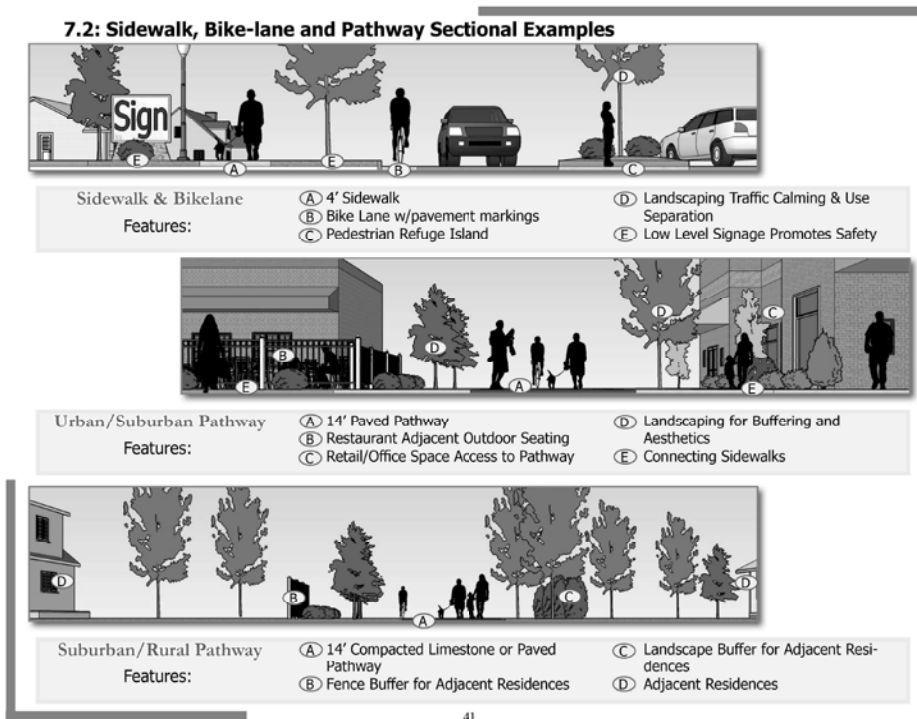 7.2: Sidewalk, Bike-lane and Pathway Sectional Examples
Sign
D
E
A
E
B
C
Sidewalk & Bikelane
Features:
A 4' Sidewalk
B Bike Lane w/pavement markings
C Pedestrian Refuge Island
D Landscaping Traffic Calming & Use
Separation
E Low Level Signage Promotes Safety
B
E
D
A
D
C
E
Urban/Suburban Pathway
Features:
A 14' Paved Pathway
B Restaurant Adjacent Outdoor Seating
C Retail/Office Space Access to Pathway
D Landscaping for Buffering and
Aesthetics
E Connecting Sidewalks
D
B
A
C
D
Suburban/Rural Pathway
Features:
A 14' Compacted Limestone or Paved
Pathway
B Fence Buffer for Adjacent Residences
C Landscape Buffer for Adjacent Resi-
dences
D Adjacent Residences
41